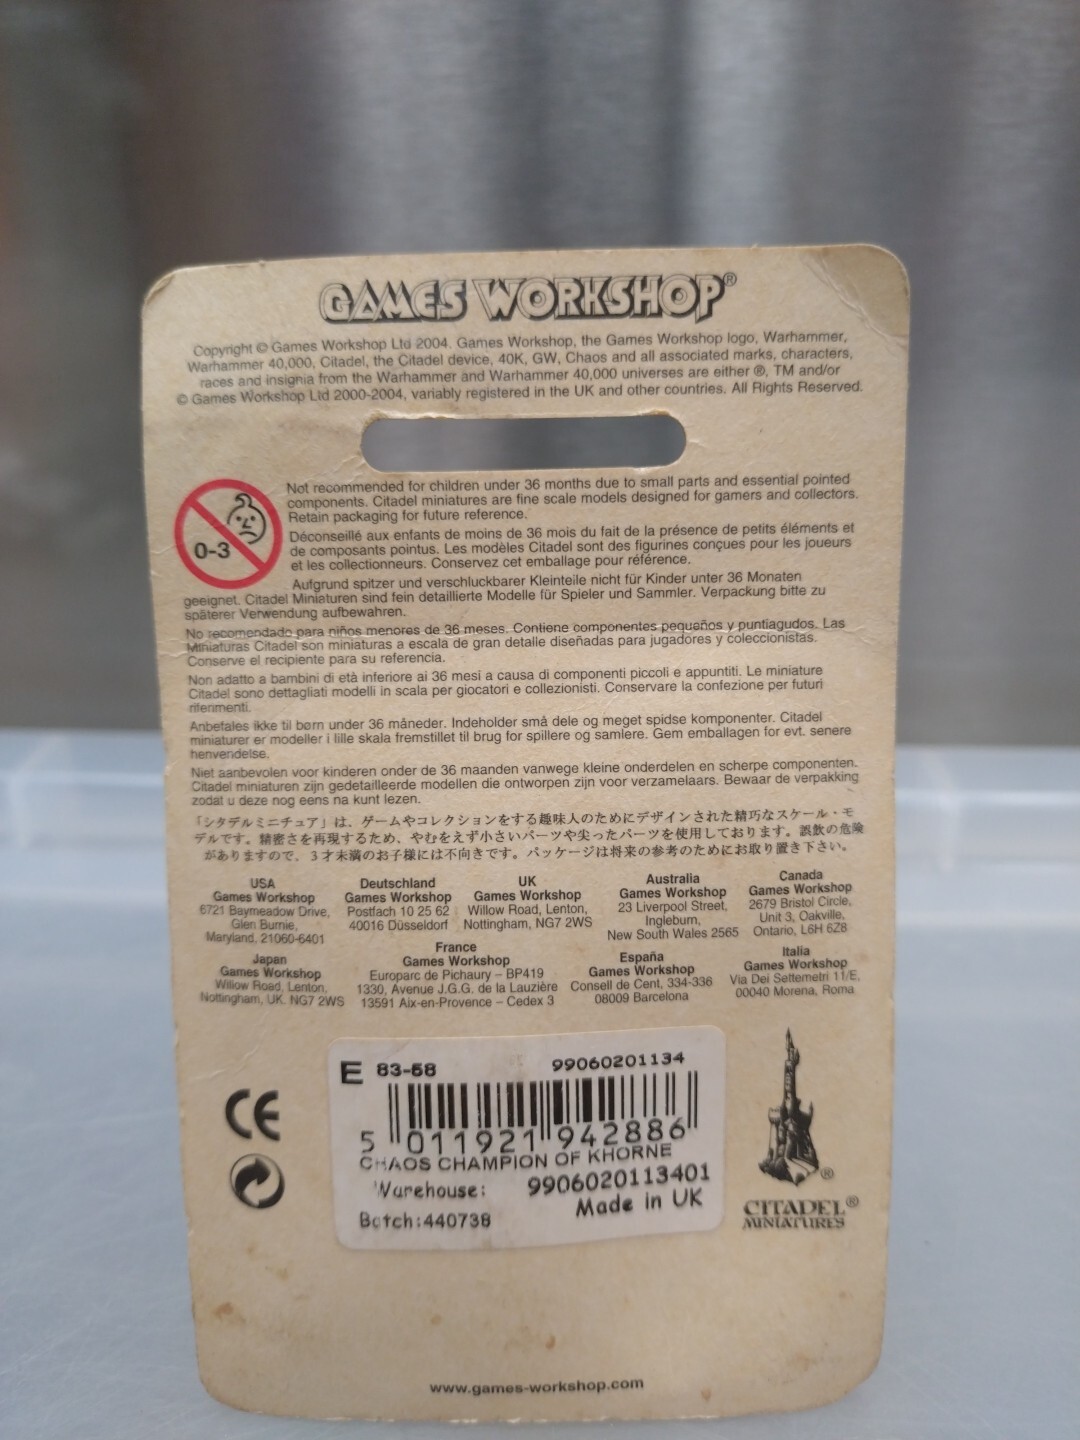 GAMES WORKSHOP®
Copyright © Games Workshop Ltd 2004. Games Workshop, the Games Workshop logo, Warhammer,
Warhammer 40,000, Citadel, the Citadel device, 40K, GW, Chaos and all associated marks, characters,
races and insignia from the Warhammer and Warhammer 40,000 universes are either ®, TM and/or
© Games Workshop Ltd 2000-2004, variably registered in the UK and other countries. All Rights Reserved.
0-3
Not recommended for children under 36 months due to small parts and essential pointed
components. Citadel miniatures are fine scale models designed for gamers and collectors.
Retain packaging for future reference.
Déconseillé aux enfants de moins de 36 mois du fait de la présence de petits éléments et
de composants pointus. Les modèles Citadel sont des figurines conçues pour les joueurs
et les collectionneurs. Conservez cet emballage pour référence.
Aufgrund spitzer und verschluckbarer Kleinteile nicht für Kinder unter 36 Monaten
geeignet. Citadel Miniaturen sind fein detaillierte Modelle für Spieler und Sammler. Verpackung bitte zu
späterer Verwendung aufbewahren.
No recomendado para niños menores de 36 meses. Contiene componentes pequeños y puntiagudos. Las
Miniaturas Citadel son miniaturas a escala de gran detalle diseñadas para jugadores y coleccionistas.
Conserve el recipiente para su referencia.
Non adatto a bambini di età inferiore ai 36 mesi a causa di componenti piccoli e appuntiti. Le miniature
Citadel sono dettagliati modelli in scala per giocatori e collezionisti. Conservare la confezione per futuri
riferimenti.
Anbefales ikke til børn under 36 måneder. Indeholder små dele og meget spidse komponenter. Citadel
miniaturer er modeller i lille skala fremstillet til brug for spillere og samlere. Gem emballagen for evt. senere
henvendelse.
Niet aanbevolen voor kinderen onder de 36 maanden vanwege kleine onderdelen en scherpe componenten.
Citadel miniaturen zijn gedetailleerde modellen die ontworpen zijn voor verzamelaars. Bewaar de verpakking
zodat u deze nog eens na kunt lezen.
「シタデルミニチュア」は、ゲームやコレクションをする趣味人のためにデザインされた精巧なスケール・モ
デルです。精密さを再現するため、やむをえず小さいパーツや尖ったパーツを使用しております。誤飲の危険
がありますので、3才未満のお子様には不向きです。パッケージは将来の参考のためにお取り置き下さい。
USA
Games Workshop
6721 Baymeadow Drive,
Glen Burnie,
Maryland, 21060-6401
Deutschland
Games Workshop
Postfach 10 25 62
40016 Düsseldorf
UK
Games Workshop
Willow Road, Lenton,
Nottingham, NG7 2WS
Australia
Games Workshop
23 Liverpool Street,
Ingleburn,
New South Wales 2565
Canada
Games Workshop
2679 Bristol Circle,
Unit 3, Oakville,
Ontario, L6H 6Z8
Japan
Games Workshop
Willow Road, Lenton,
Nottingham, UK. NG7 2WS
France
Games Workshop
Europarc de Pichaury – BP419
1330, Avenue J.G.G. de la Lauzière
13591 Aix-en-Provence – Cedex 3
España
Games Workshop
Consell de Cent, 334-336
08009 Barcelona
Italia
Games Workshop
Via Dei Settemetri 11/E,
00040 Morena, Roma
E 83-58 99060201134
5 011921 942886
CHAOS CHAMPION OF KHORNE
Warehouse: 9906020113401
Made in UK
Batch:440738
CE
CITADEL®
MINIATURES
www.games-workshop.com